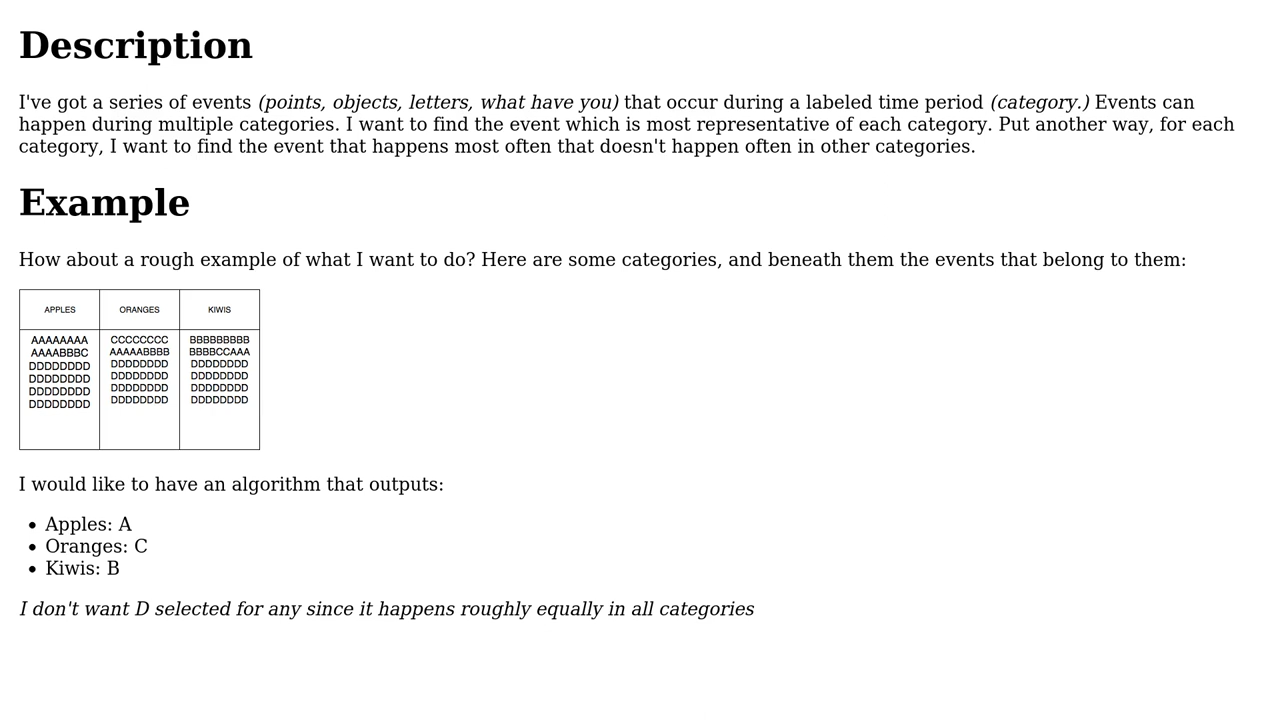 Description
I've got a series of events (points, objects, letters, what have you) that occur during a labeled time period (category.) Events can
happen during multiple categories. I want to find the event which is most representative of each category. Put another way, for each
category, I want to find the event that happens most often that doesn't happen often in other categories.
Example
How about a rough example of what I want to do? Here are some categories, and beneath them the events that belong to them:
APPLES ORANGES KIWIS
AAAAAAAA CCCCCCCC BBBBBBBBB
AAAABBBC AAAAABBBB BBBBCCAAA
DDDDDDDD DDDDDDDD DDDDDDDD
DDDDDDDD DDDDDDDD DDDDDDDD
DDDDDDDD DDDDDDDD DDDDDDDD
DDDDDDDD DDDDDDDD DDDDDDDD
I would like to have an algorithm that outputs:
• Apples: A
• Oranges: C
• Kiwis: B
I don't want D selected for any since it happens roughly equally in all categories